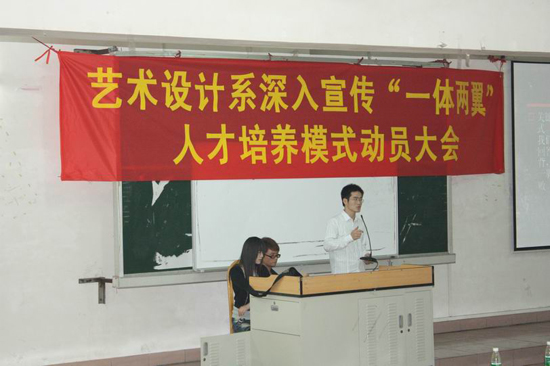 艺术设计系深入宣传“一体两翼”
人才培养模式动员大会